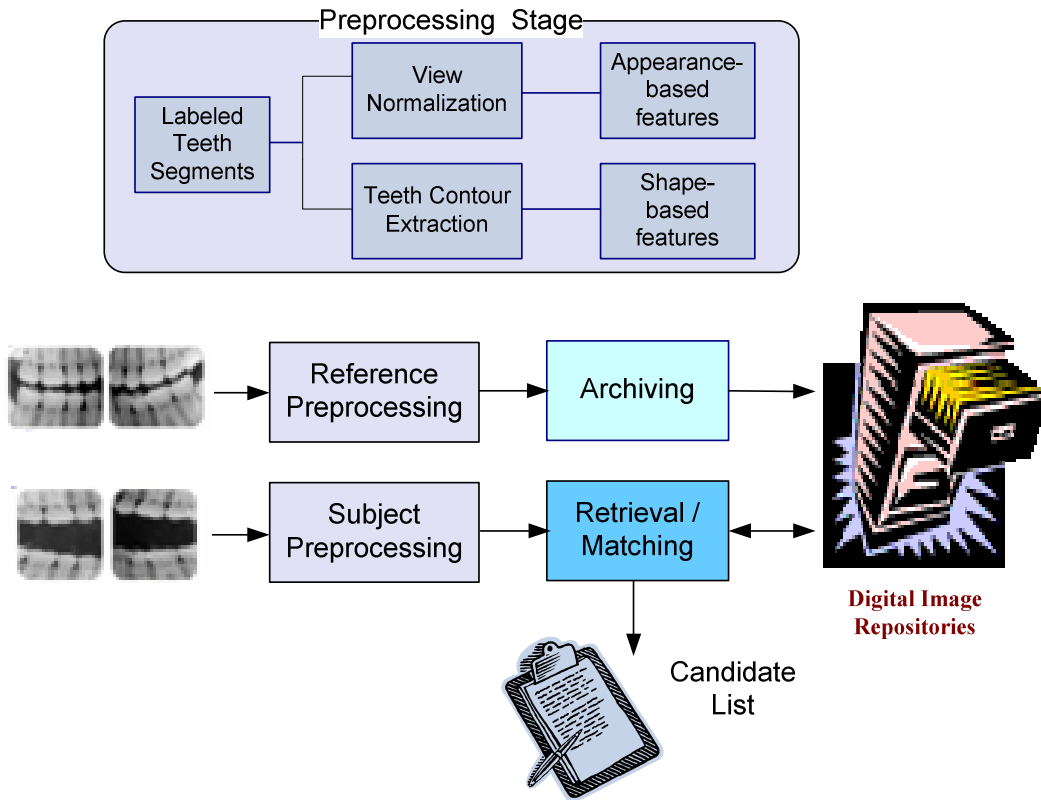 Preprocessing Stage
Labeled
Teeth
Segments
View
Normalization
Appearance-
based
features
Teeth Contour
Extraction
Shape-
based
features
Reference
Preprocessing
Archiving
Subject
Preprocessing
Retrieval /
Matching
Digital Image
Repositories
Candidate
List